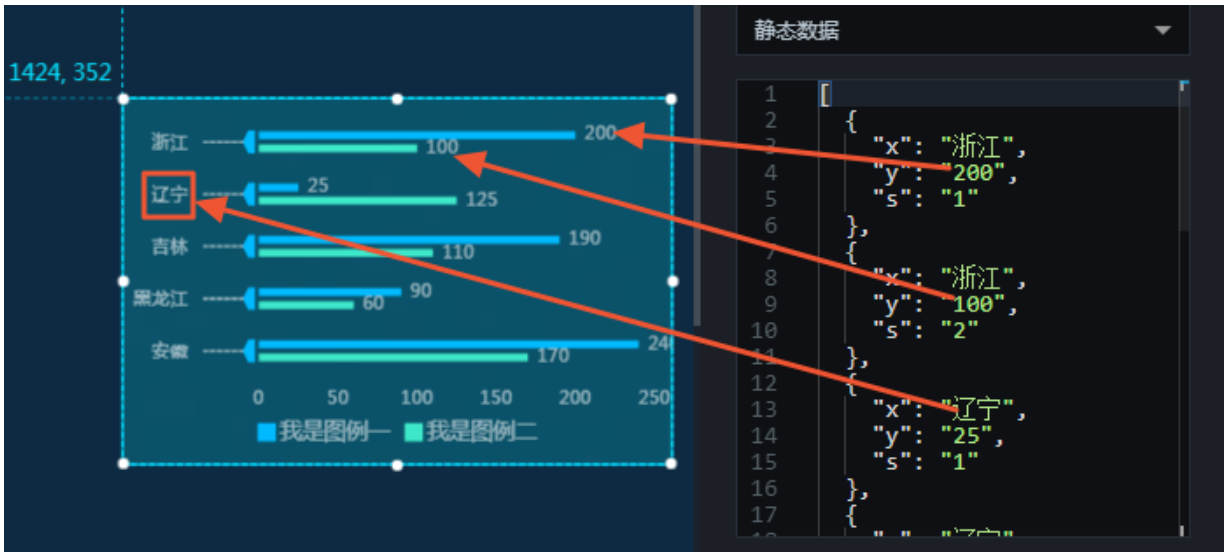 静态数据
1424, 352
浙江
200
100
辽宁
25
125
吉林
190
110
黑龙江
90
60
安徽
24
170
0 50 100 150 200 250
我是图例一 我是图例二
1 [
2 {
3 "x": "浙江",
4 "y": "200",
5 "s": "1"
6 },
7 {
8 "x": "浙江",
9 "y": "100",
10 "s": "2"
11 },
12 {
13 "x": "辽宁",
14 "y": "25",
15 "s": "1"
16 },
17 {